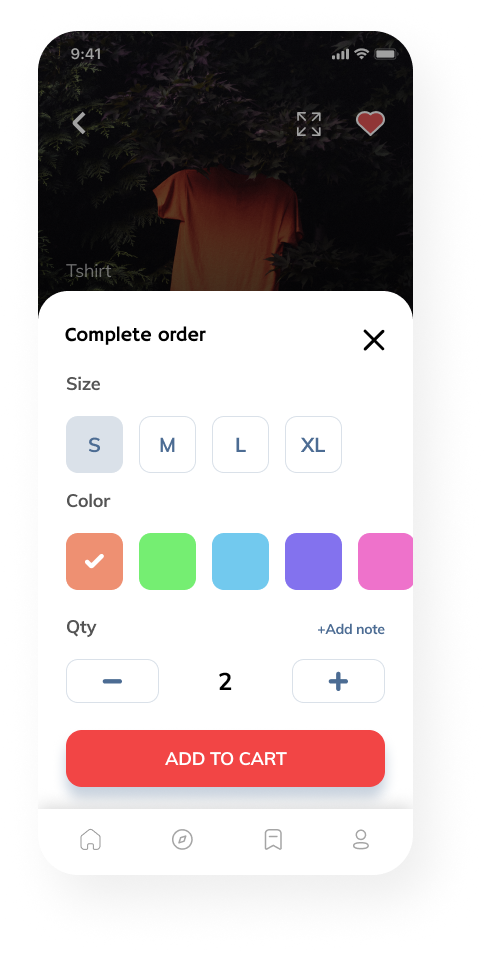 9:41
Tshirt
Complete order
Size
S M L XL
Color
Qty +Add note
2
ADD TO CART